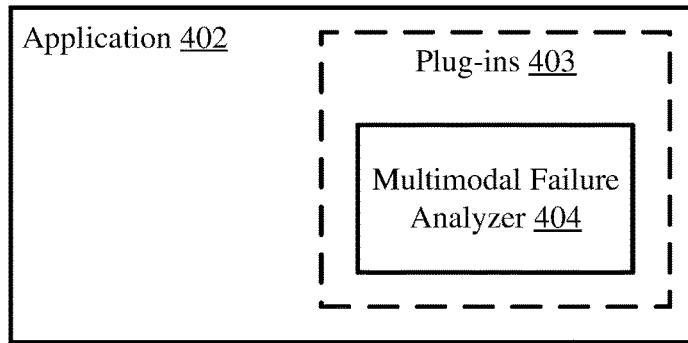 Application 402
Plug-ins 403
Multimodal Failure
Analyzer 404